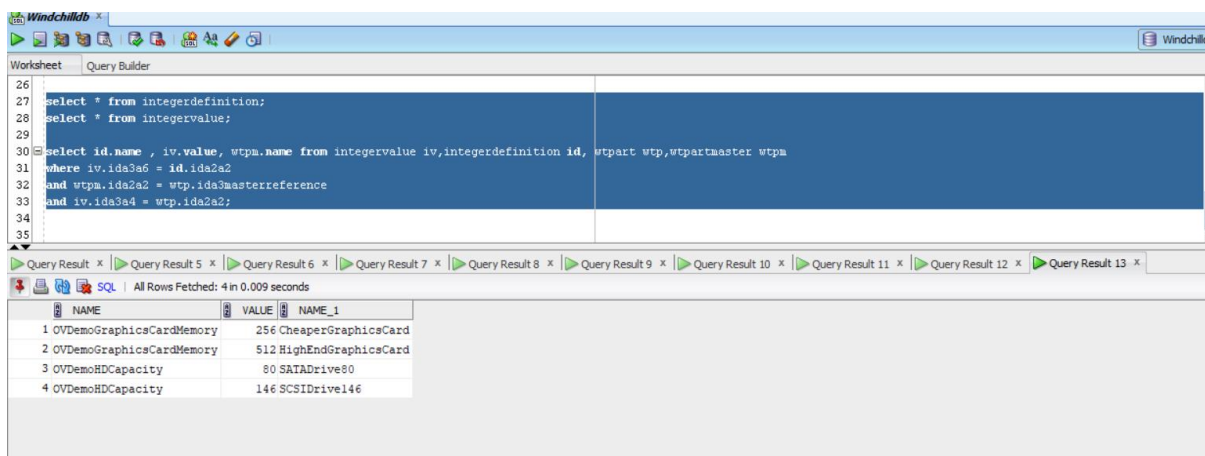 Windchilldb
Windchille
Worksheet Query Builder
26
27 select * from integerdefinition;
28 select * from integervalue;
29
30 select id.name , iv.value, wtpm.name from integervalue iv,integerdefinition id, wtpart wtp,wtpartmaster wtpm
31 where iv.ida3a6 = id.ida2a2
32 and wtpm.ida2a2 = wtp.ida3masterreference
33 and iv.ida3a4 = wtp.ida2a2;
34
35
Query Result Query Result 5 Query Result 6 Query Result 7 Query Result 8 Query Result 9 Query Result 10 Query Result 11 Query Result 12 Query Result 13
SQL | All Rows Fetched: 4 in 0.009 seconds
NAME VALUE NAME_1
1 OVDemoGraphicsCardMemory 256 CheaperGraphicsCard
2 OVDemoGraphicsCardMemory 512 HighEndGraphicsCard
3 OVDemoHDCapacity 80 SATADrive80
4 OVDemoHDCapacity 146 SCSIDrive146